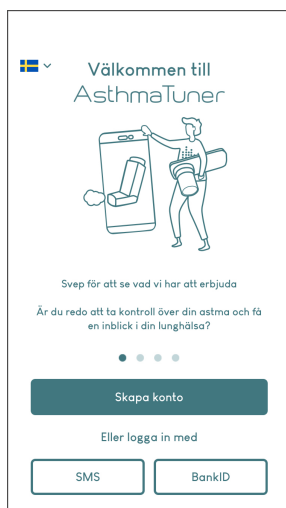 Välkommen till
AsthmaTuner
Svep för att se vad vi har att erbjuda
Är du redo att ta kontroll över din astma och få
en inblick i din lunghälsa?
Skapa konto
Eller logga in med
SMS
BankID